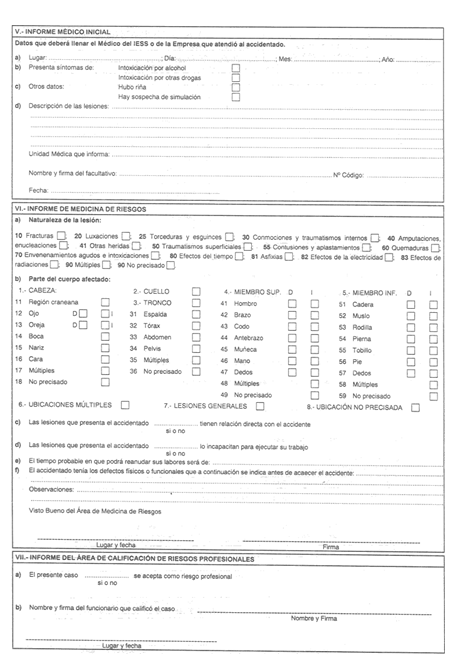 V.- INFORME MÉDICO INICIAL
Datos que deberá llenar el Médico del IESS o de la Empresa que atendió al accidentado.
a) Lugar: ; Día: ; Mes: ; Año:
b) Presenta síntomas de: Intoxicación por alcohol
Intoxicación por otras drogas
c) Otros datos: Hubo riña
Hay sospecha de simulación
d) Descripción de las lesiones:
Unidad Médica que informa:
Nombre y firma del facultativo: Nº Código:
Fecha:
VI.- INFORME DE MEDICINA DE RIESGOS
a) Naturaleza de la lesión:
10 Fracturas ; 20 Luxaciones ; 25 Torceduras y esguinces ; 30 Conmociones y traumatismos internos ; 40 Amputaciones,
enucleaciones ; 41 Otras heridas ; 50 Traumatismos superficiales ; 55 Contusiones y aplastamientos ; 60 Quemaduras ;
70 Envenenamientos agudos e intoxicaciones ; 80 Efectos del tiempo ; 81 Asfixias ; 82 Efectos de la electricidad ; 83 Efectos de
radiaciones ; 90 Múltiples ; 90 No precisado
b) Parte del cuerpo afectado:
1.- CABEZA: 2.- CUELLO 4.- MIEMBRO SUP. D I 5.- MIEMBRO INF. D I
11 Región craneana 3.- TRONCO 41 Hombro 51 Cadera
12 Ojo D I 31 Espalda 42 Brazo 52 Muslo
13 Oreja D I 32 Tórax 43 Codo 53 Rodilla
14 Boca 33 Abdomen 44 Antebrazo 54 Pierna
15 Nariz 34 Pelvis 45 Muñeca 55 Tobillo
16 Cara 35 Múltiples 46 Mano 56 Pie
17 Múltiples 36 No precisado 47 Dedos 57 Dedos
18 No precisado 48 Múltiples 58 Múltiples
49 No precisado 59 No precisado
6.- UBICACIONES MÚLTIPLES 7.- LESIONES GENERALES 8.- UBICACIÓN NO PRECISADA
c) Las lesiones que presenta el accidentado tienen relación directa con el accidente
si o no
d) Las lesiones que presenta el accidentado lo incapacitan para ejecutar su trabajo
si o no
e) El tiempo probable en que podrá reanudar sus labores será de:
f) El accidentado tenía los defectos físicos o funcionales que a continuación se indica antes de acaecer el accidente:
Observaciones:
Visto Bueno del Área de Medicina de Riesgos
Lugar y fecha Firma
VII.- INFORME DEL ÁREA DE CALIFICACIÓN DE RIESGOS PROFESIONALES
a) El presente caso se acepta como riesgo profesional
si o no
b) Nombre y firma del funcionario que calificó el caso
Nombre y Firma
Lugar y fecha